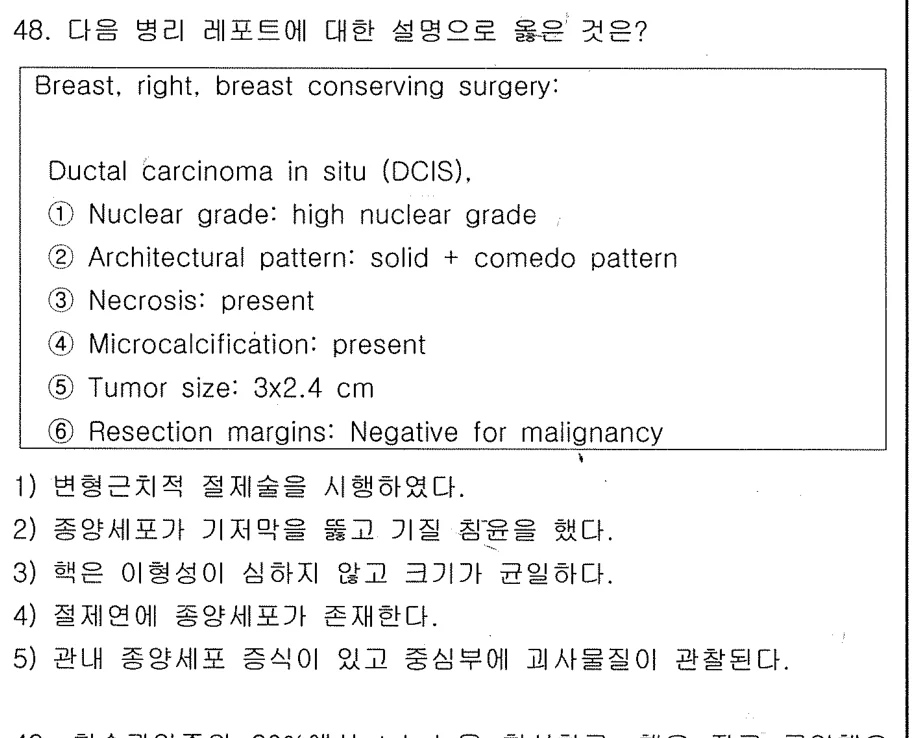 48. 다음 병리 레포트에 대한 설명으로 옳은 것은?
Breast, right, breast conserving surgery:
Ductal carcinoma in situ (DCIS),
① Nuclear grade: high nuclear grade
② Architectural pattern: solid + comedo pattern
③ Necrosis: present
④ Microcalcification: present
⑤ Tumor size: 3x2.4 cm
⑥ Resection margins: Negative for malignancy
1) 변형근치적 절제술을 시행하였다.
2) 종양세포가 기저막을 뚫고 기질 침윤을 했다.
3) 핵은 이형성이 심하지 않고 크기가 균일하다.
4) 절제연에 종양세포가 존재한다.
5) 관내 종양세포 증식이 있고 중심부에 괴사물질이 관찰된다.